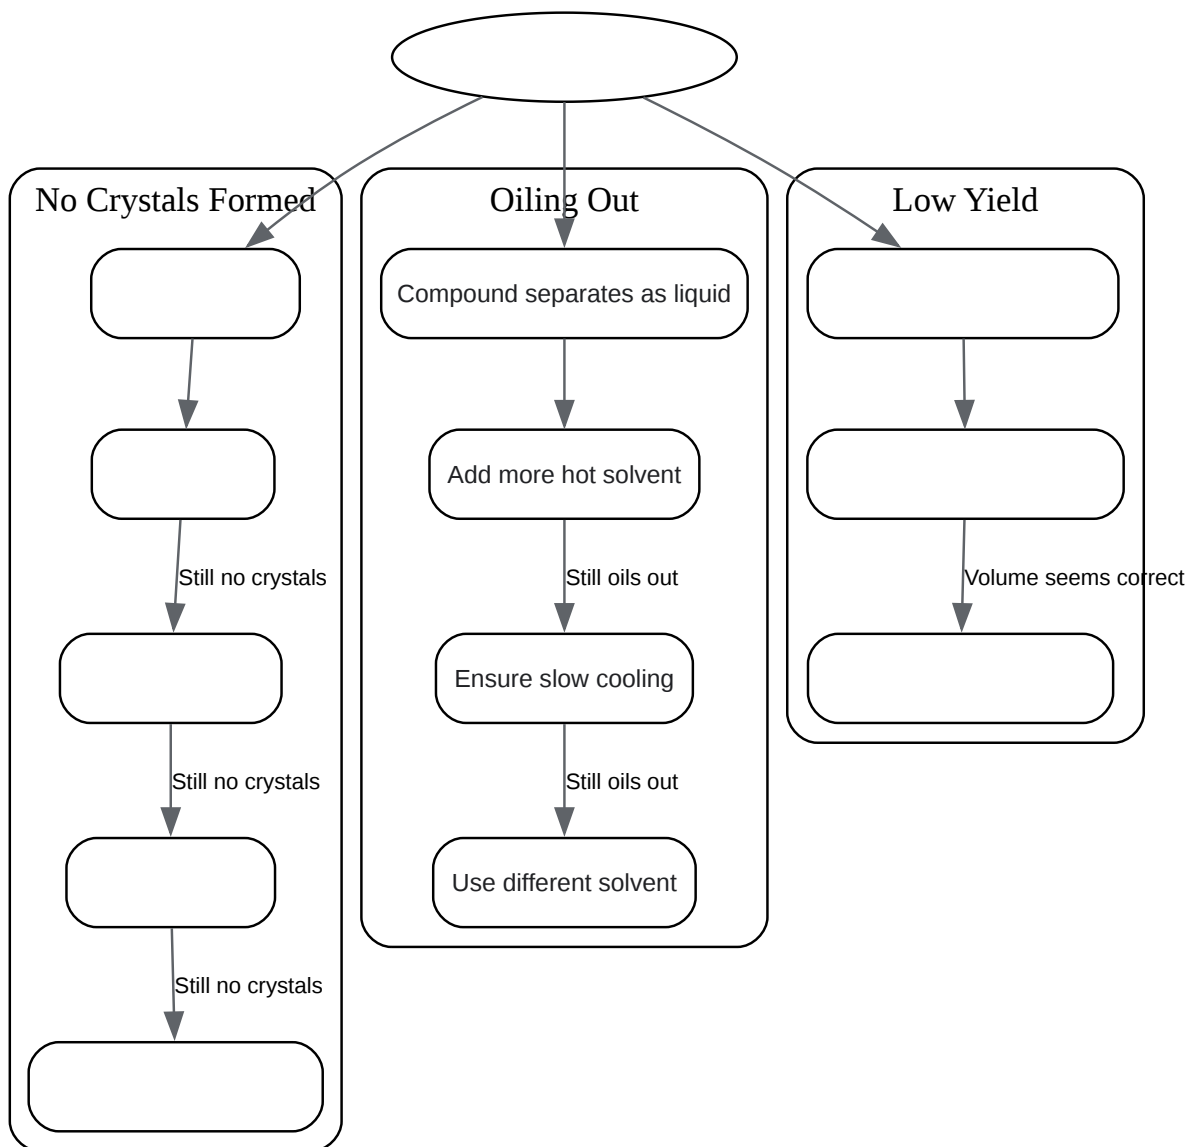 No Crystals Formed
Still no crystals
Still no crystals
Still no crystals
Oiling Out
Compound separates as liquid
Add more hot solvent
Still oils out
Ensure slow cooling
Still oils out
Use different solvent
Low Yield
Volume seems correct